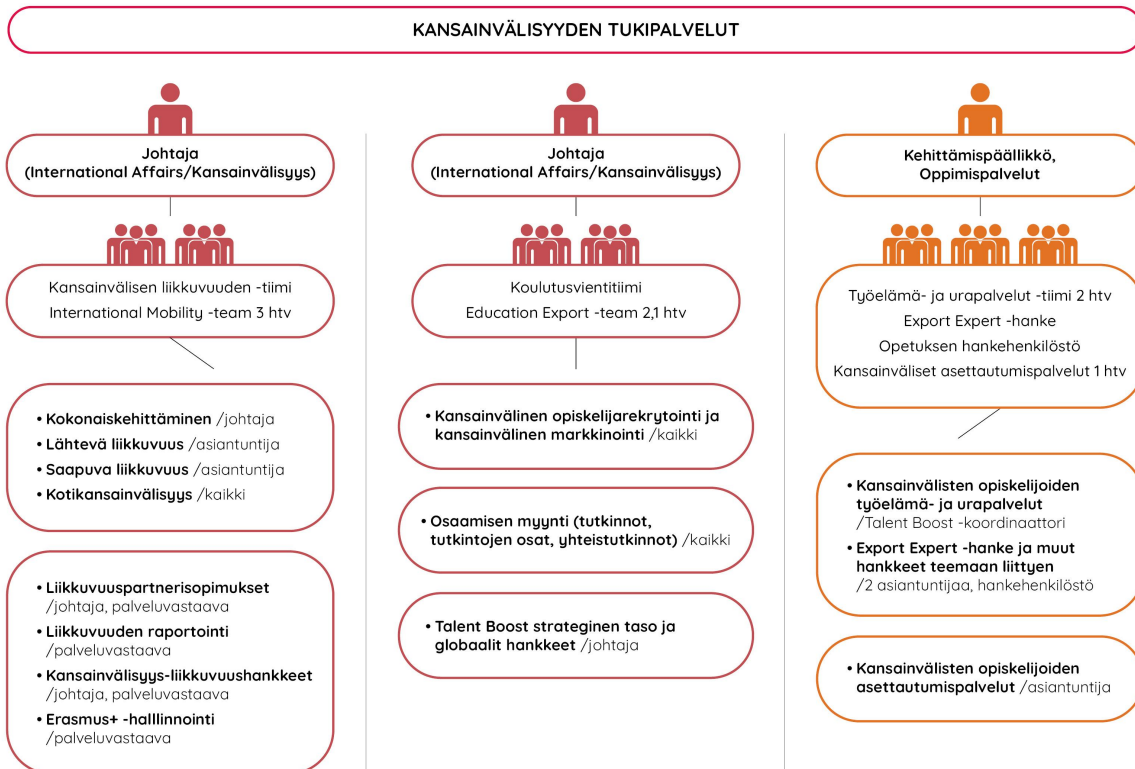 KANSAINVÄLISYYDEN TUKIPALVELUT
Johtaja
(International Affairs/Kansainvälisyys)
Kansainvälisen liikkuvuuden -tiimi
International Mobility -team 3 htv
• Kokonaiskehittäminen /johtaja
• Lähtevä liikkuvuus /asiantuntija
• Saapuva liikkuvuus /asiantuntija
• Kotikansainvälisyys /kaikki
• Liikkuvuuspartnerisopimukset
/johtaja, palveluvastaava
• Liikkuvuuden raportointi
/palveluvastaava
• Kansainvälisyys-liikkuvuushankkeet
/johtaja, palveluvastaava
• Erasmus+ -halllinnointi
/palveluvastaava
Johtaja
(International Affairs/Kansainvälisyys)
Koulutusvientitiimi
Education Export -team 2,1 htv
• Kansainvälinen opiskelijarekrytointi ja
kansainvälinen markkinointi /kaikki
• Osaamisen myynti (tutkinnot,
tutkintojen osat, yhteistutkinnot) /kaikki
• Talent Boost strateginen taso ja
globaalit hankkeet /johtaja
Kehittämispäällikkö,
Oppimispalvelut
Työelämä- ja urapalvelut -tiimi 2 htv
Export Expert -hanke
Opetuksen hankehenkilöstö
Kansainväliset asettautumispalvelut 1 htv
• Kansainvälisten opiskelijoiden
työelämä- ja urapalvelut
/Talent Boost -koordinaattori
• Export Expert -hanke ja muut
hankkeet teemaan liittyen
/2 asiantuntijaa, hankehenkilöstö
• Kansainvälisten opiskelijoiden
asettautumispalvelut /asiantuntija